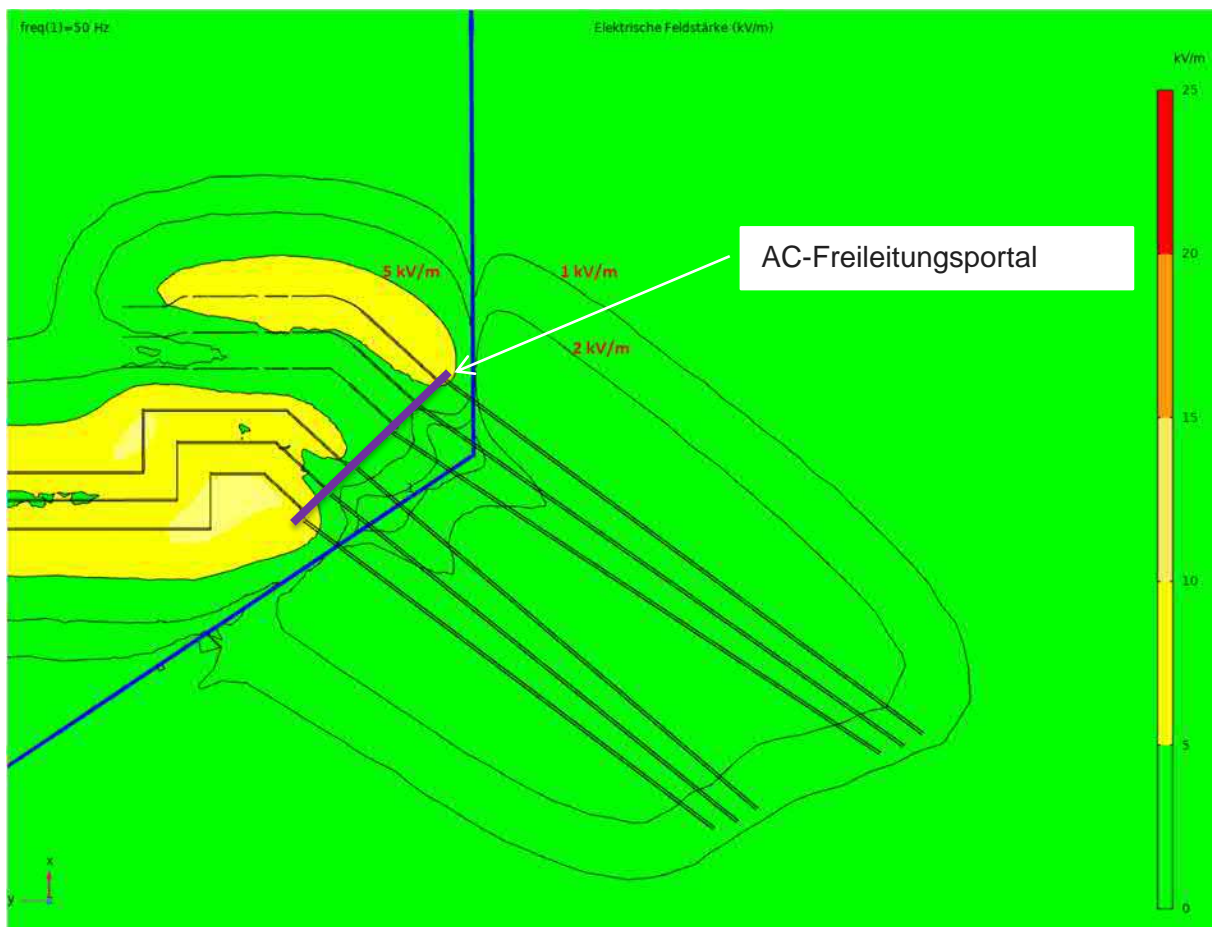 freq(1)=50 Hz
Elektrische Feldstärke (kV/m)
kV/m
25
AC-Freileitungsportal
5 kV/m
1 kV/m
20
2 kV/m
15
10
5
x
y
0